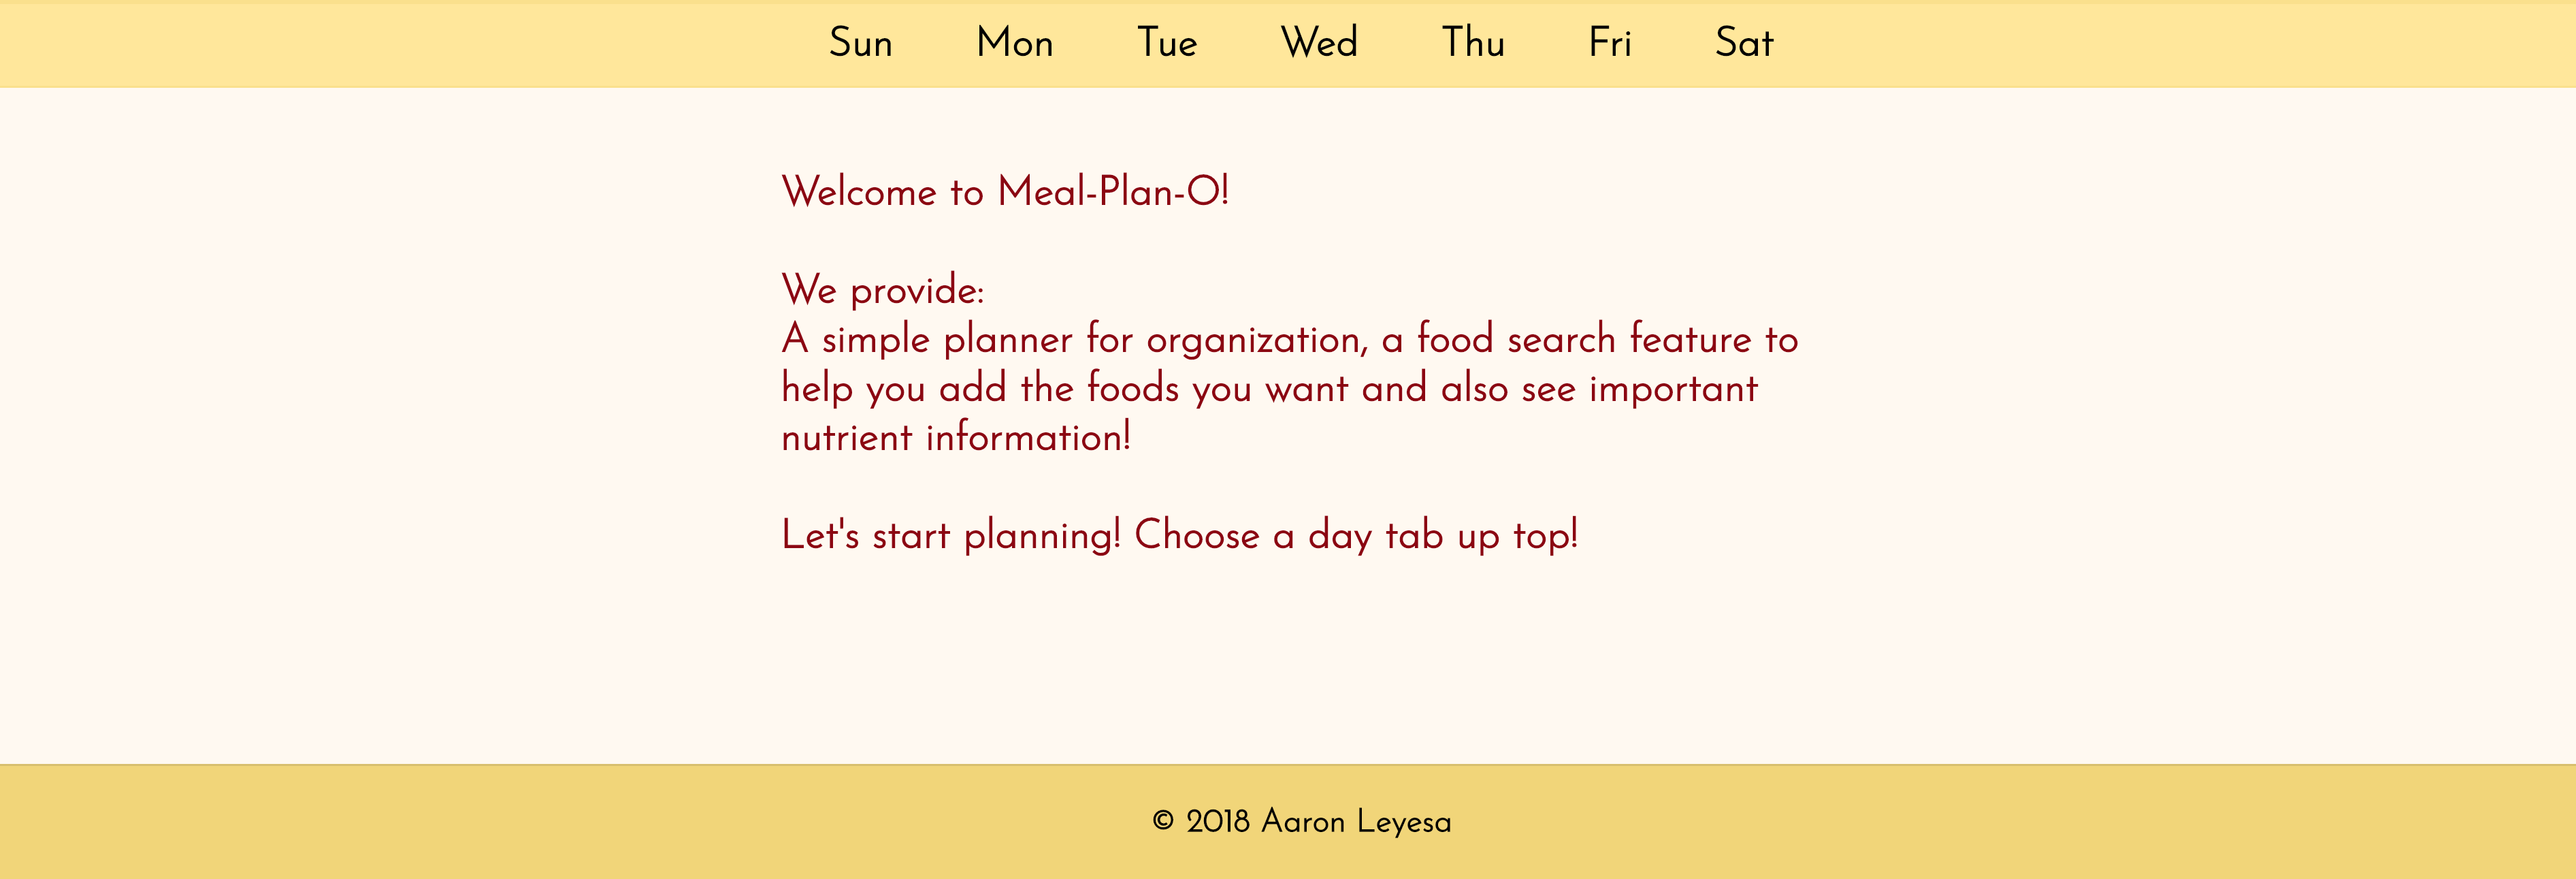 Sun Mon Tue Wed Thu Fri Sat
Welcome to Meal-Plan-O!
We provide:
A simple planner for organization, a food search feature to
help you add the foods you want and also see important
nutrient information!
Let's start planning! Choose a day tab up top!
© 2018 Aaron Leyesa